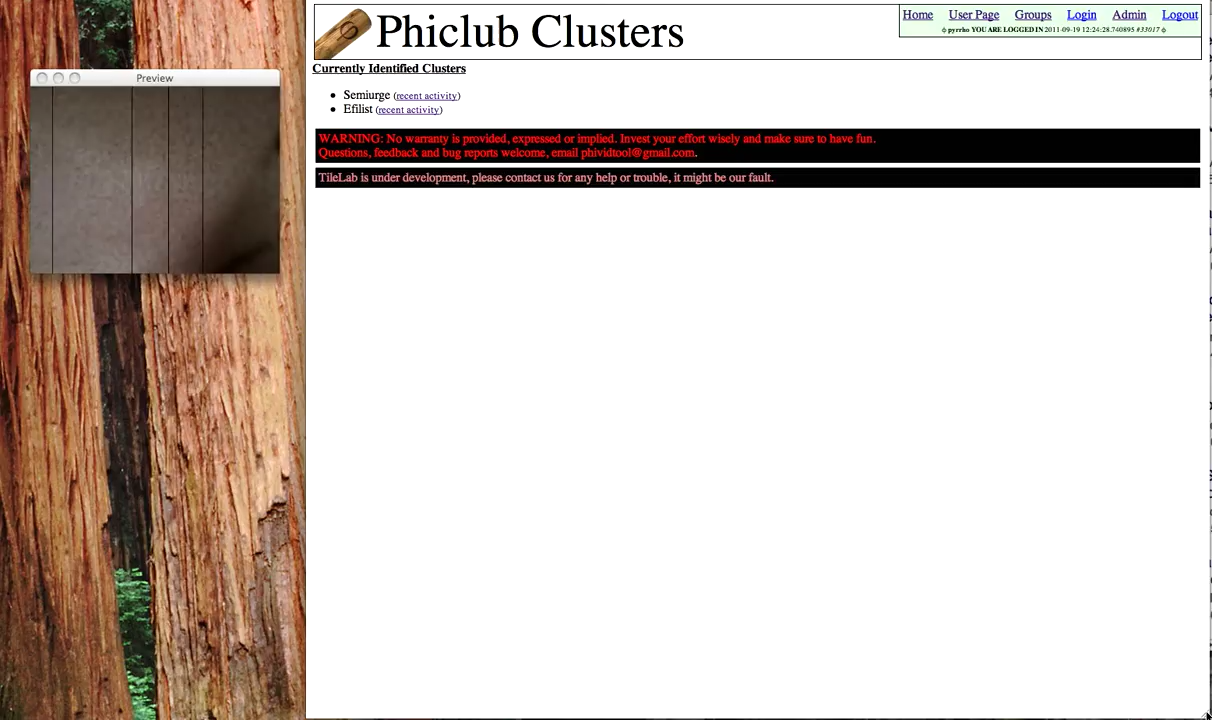 Preview
Phiclub Clusters
Home User Page Groups Login Admin Logout
ф pyrrho YOU ARE LOGGED IN 2011-09-19 12:24:28.740895 #33017 ф
Currently Identified Clusters
• Semiurge (recent activity)
• Efilist (recent activity)
WARNING: No warranty is provided, expressed or implied. Invest your effort wisely and make sure to have fun.
Questions, feedback and bug reports welcome, email phividtool@gmail.com.
TileLab is under development, please contact us for any help or trouble, it might be our fault.